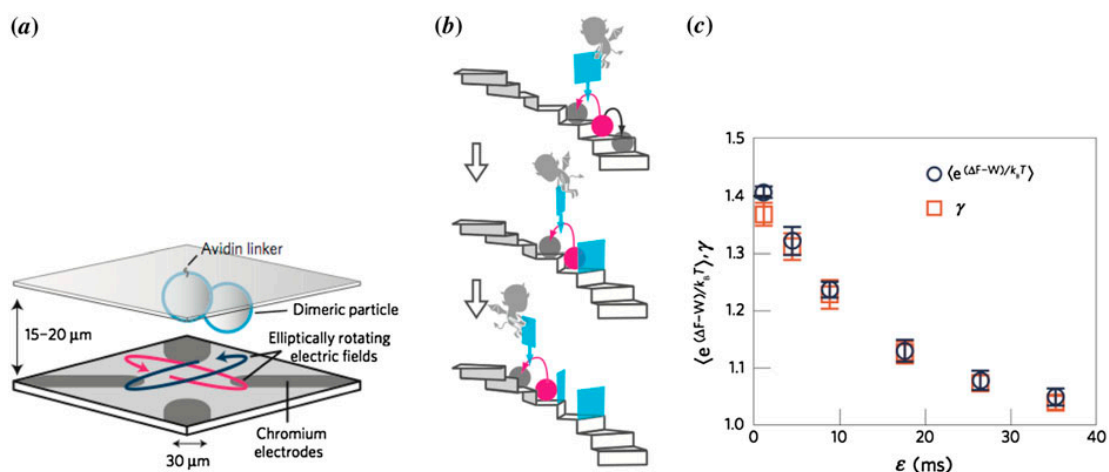 (a)
Avidin linker
Dimeric particle
15–20 μm
Elliptically rotating
electric fields
Chromium
electrodes
30 μm
(b)
(c)
1.5
1.4
1.3
1.2
1.1
1.0
⟨e^(ΔF−W)/k_BT⟩, γ
⟨e^(ΔF−W)/k_BT⟩
γ
0
10
20
30
40
ε (ms)